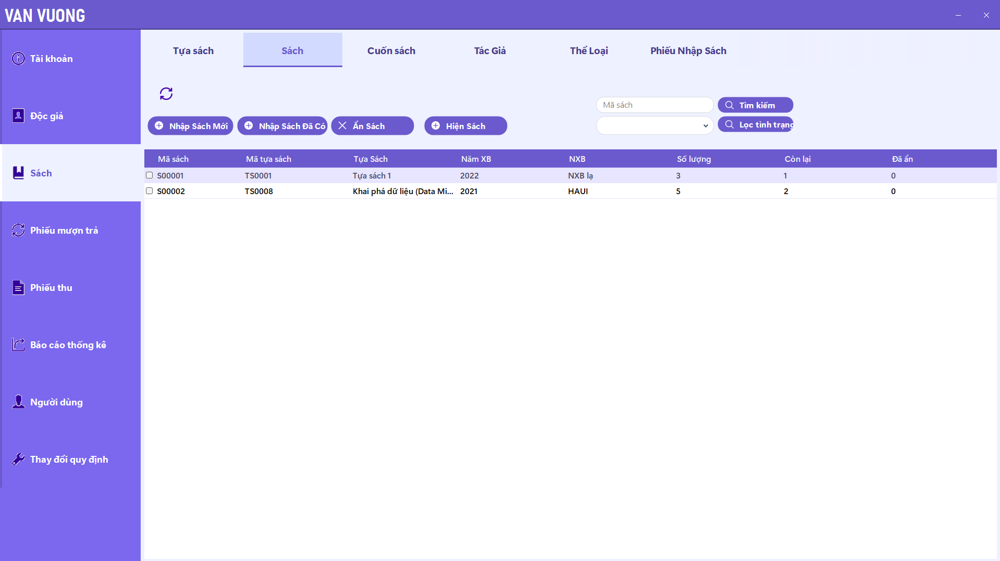 VAN VUONG
Tài khoản
Độc giả
Sách
Phiếu mượn trả
Phiếu thu
Báo cáo thống kê
Người dùng
Thay đổi quy định
Tựa sách Sách Cuốn sách Tác Giả Thể Loại Phiếu Nhập Sách
Mã sách Tìm kiếm
Nhập Sách Mới Nhập Sách Đã Có Ẩn Sách Hiện Sách Lọc tình trạng
Mã sách Mã tựa sách Tựa Sách Năm XB NXB Số lượng Còn lại Đã ẩn
S00001 TS0001 Tựa sách 1 2022 NXB lạ 3 1 0
S00002 TS0008 Khai phá dữ liệu (Data Mi... 2021 HAUI 5 2 0